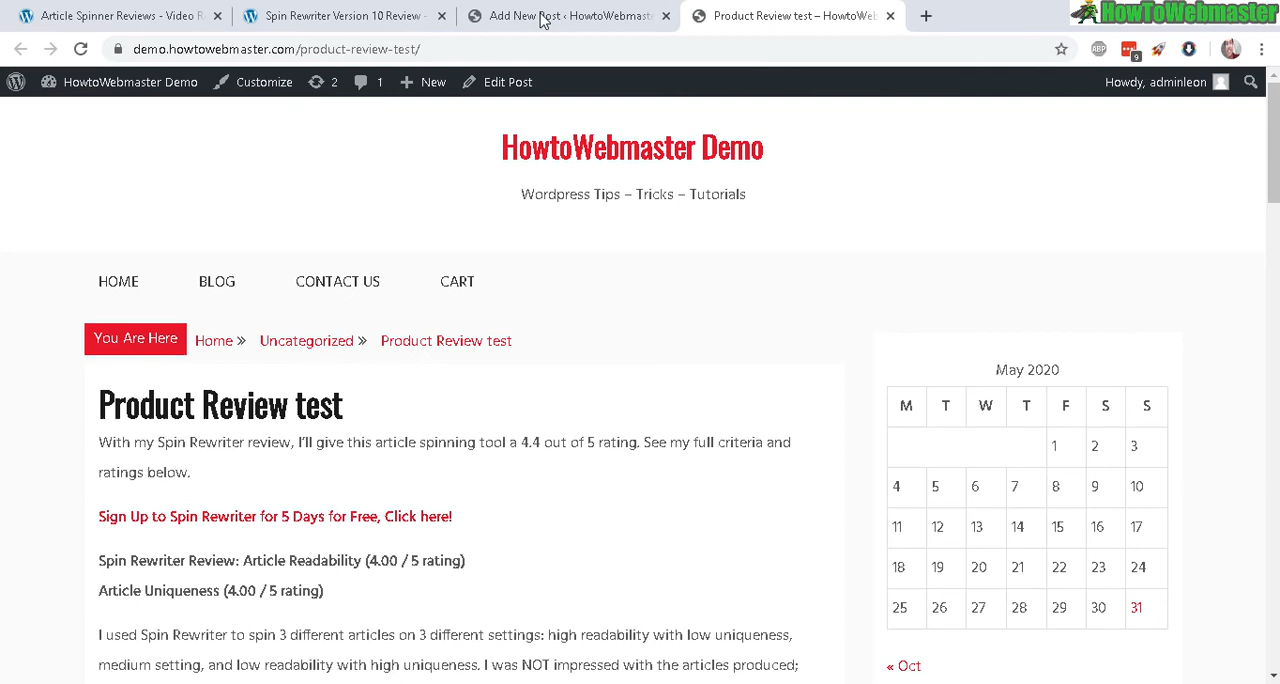 Article Spinner Reviews - Video R
Spin Rewriter Version 10 Review -
Add New Post ‹ HowtoWebmaste
Product Review test – HowtoWeb
HowToWebmaster
demo.howtowebmaster.com/product-review-test/
ABP
9
HowtoWebmaster Demo
Customize
2
1
New
Edit Post
Howdy, adminleon
HowtoWebmaster Demo
Wordpress Tips – Tricks – Tutorials
HOME
BLOG
CONTACT US
CART
You Are Here
Home »
Uncategorized »
Product Review test
Product Review test
With my Spin Rewriter review, I'll give this article spinning tool a 4.4 out of 5 rating. See my full criteria and
ratings below.
Sign Up to Spin Rewriter for 5 Days for Free, Click here!
Spin Rewriter Review: Article Readability (4.00 / 5 rating)
Article Uniqueness (4.00 / 5 rating)
I used Spin Rewriter to spin 3 different articles on 3 different settings: high readability with low uniqueness,
medium setting, and low readability with high uniqueness. I was NOT impressed with the articles produced;
May 2020
M T W T F S S
1 2 3
4 5 6 7 8 9 10
11 12 13 14 15 16 17
18 19 20 21 22 23 24
25 26 27 28 29 30 31
« Oct